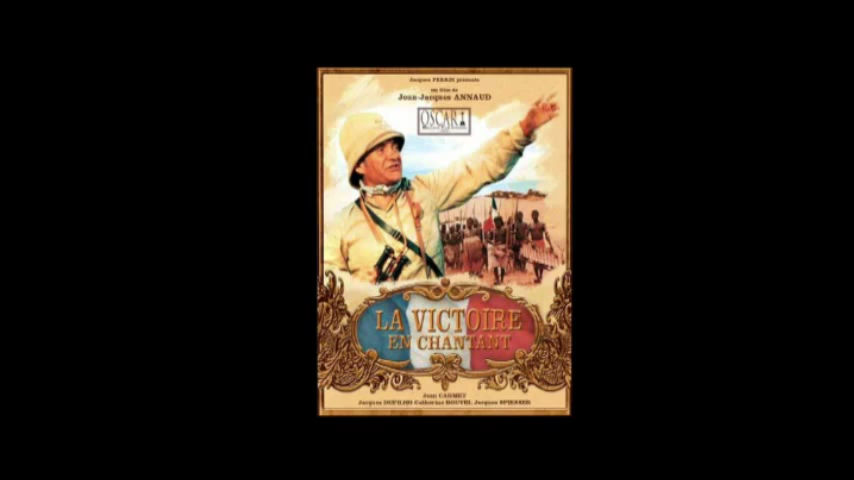 Jacques PERRIN présente
un film de
Jean-Jacques ANNAUD
OSCAR
LA VICTOIRE
EN CHANTANT
Jean CARMET
Jacques DUFILHO Catherine ROUVEL Jacques SPIESSER